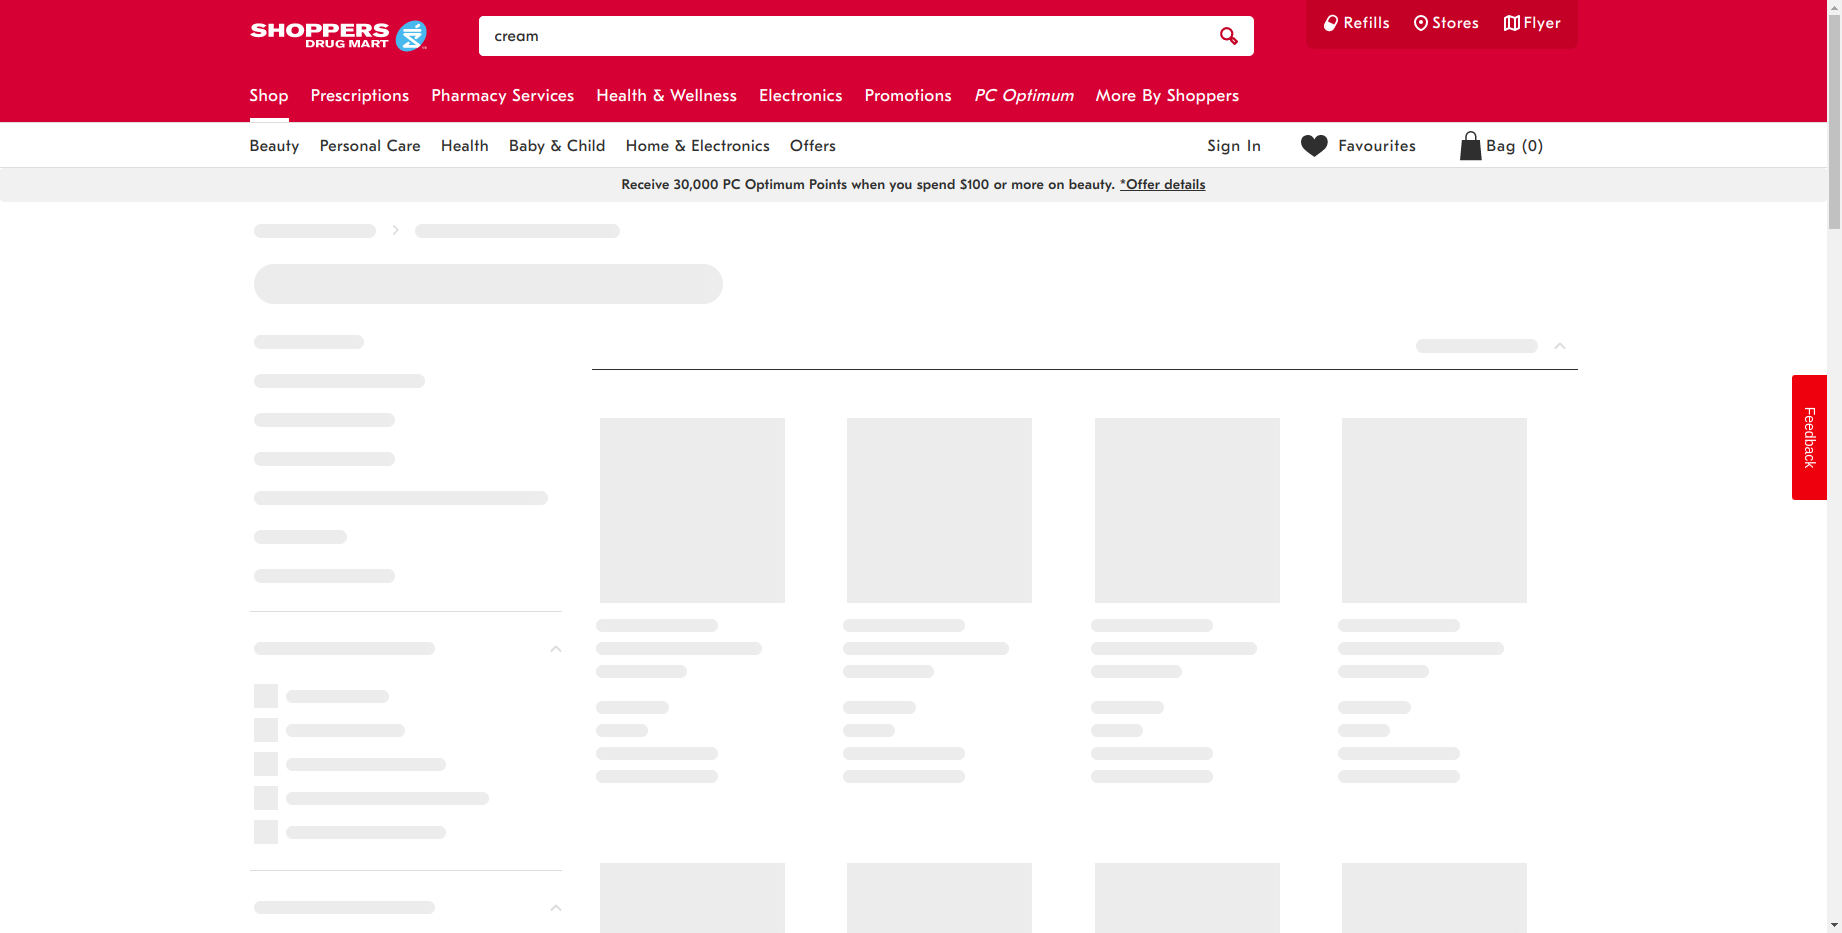 SHOPPERS
DRUG MART
cream
Refills
Stores
Flyer
Shop
Prescriptions
Pharmacy Services
Health & Wellness
Electronics
Promotions
PC Optimum
More By Shoppers
Beauty
Personal Care
Health
Baby & Child
Home & Electronics
Offers
Sign In
Favourites
Bag (0)
Receive 30,000 PC Optimum Points when you spend $100 or more on beauty. *Offer details
Feedback